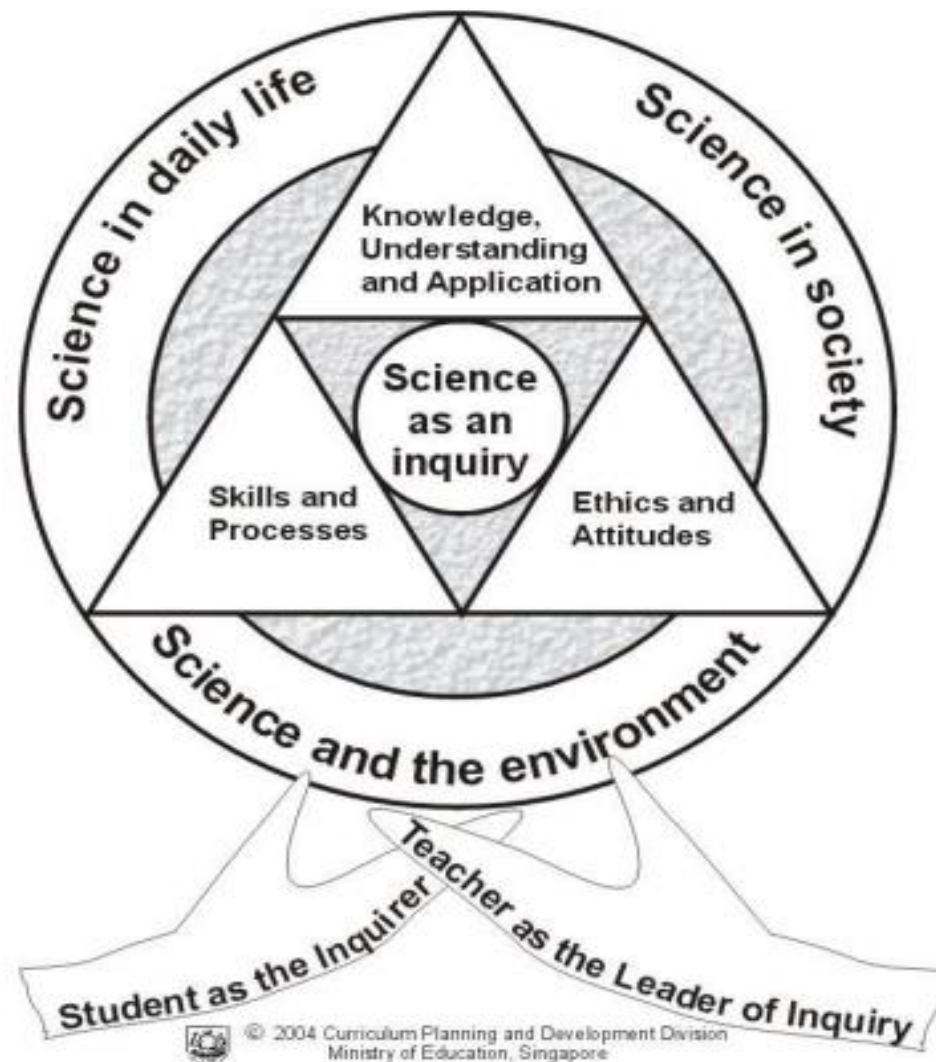 Science in daily life
Science in society
Knowledge,
Understanding
and Application
Science
as an
inquiry
Skills and
Processes
Ethics and
Attitudes
Science and the environment
Student as the Inquirer
Teacher as the Leader of Inquiry
© 2004 Curriculum Planning and Development Division
Ministry of Education, Singapore